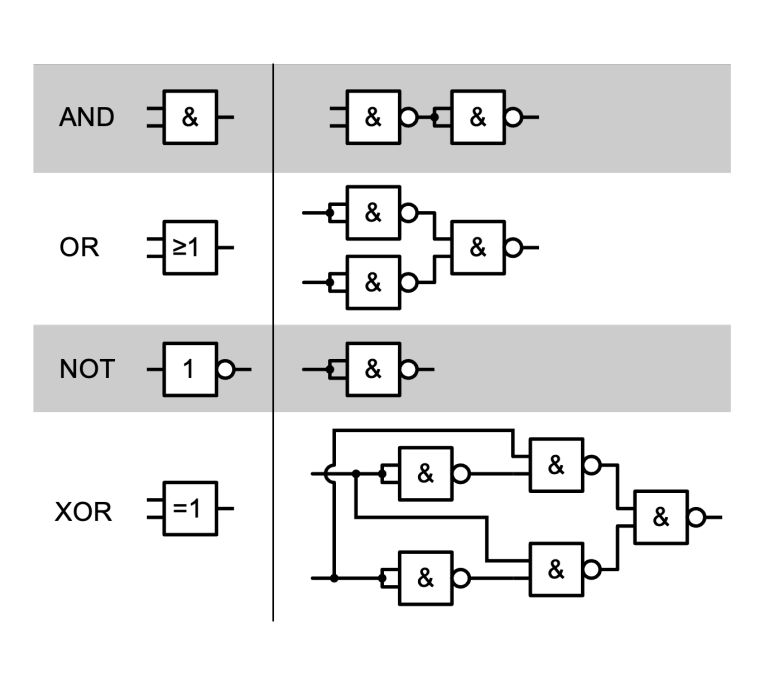 AND & & &
OR ≥1 & & &
NOT 1 &
XOR =1 & & & & &